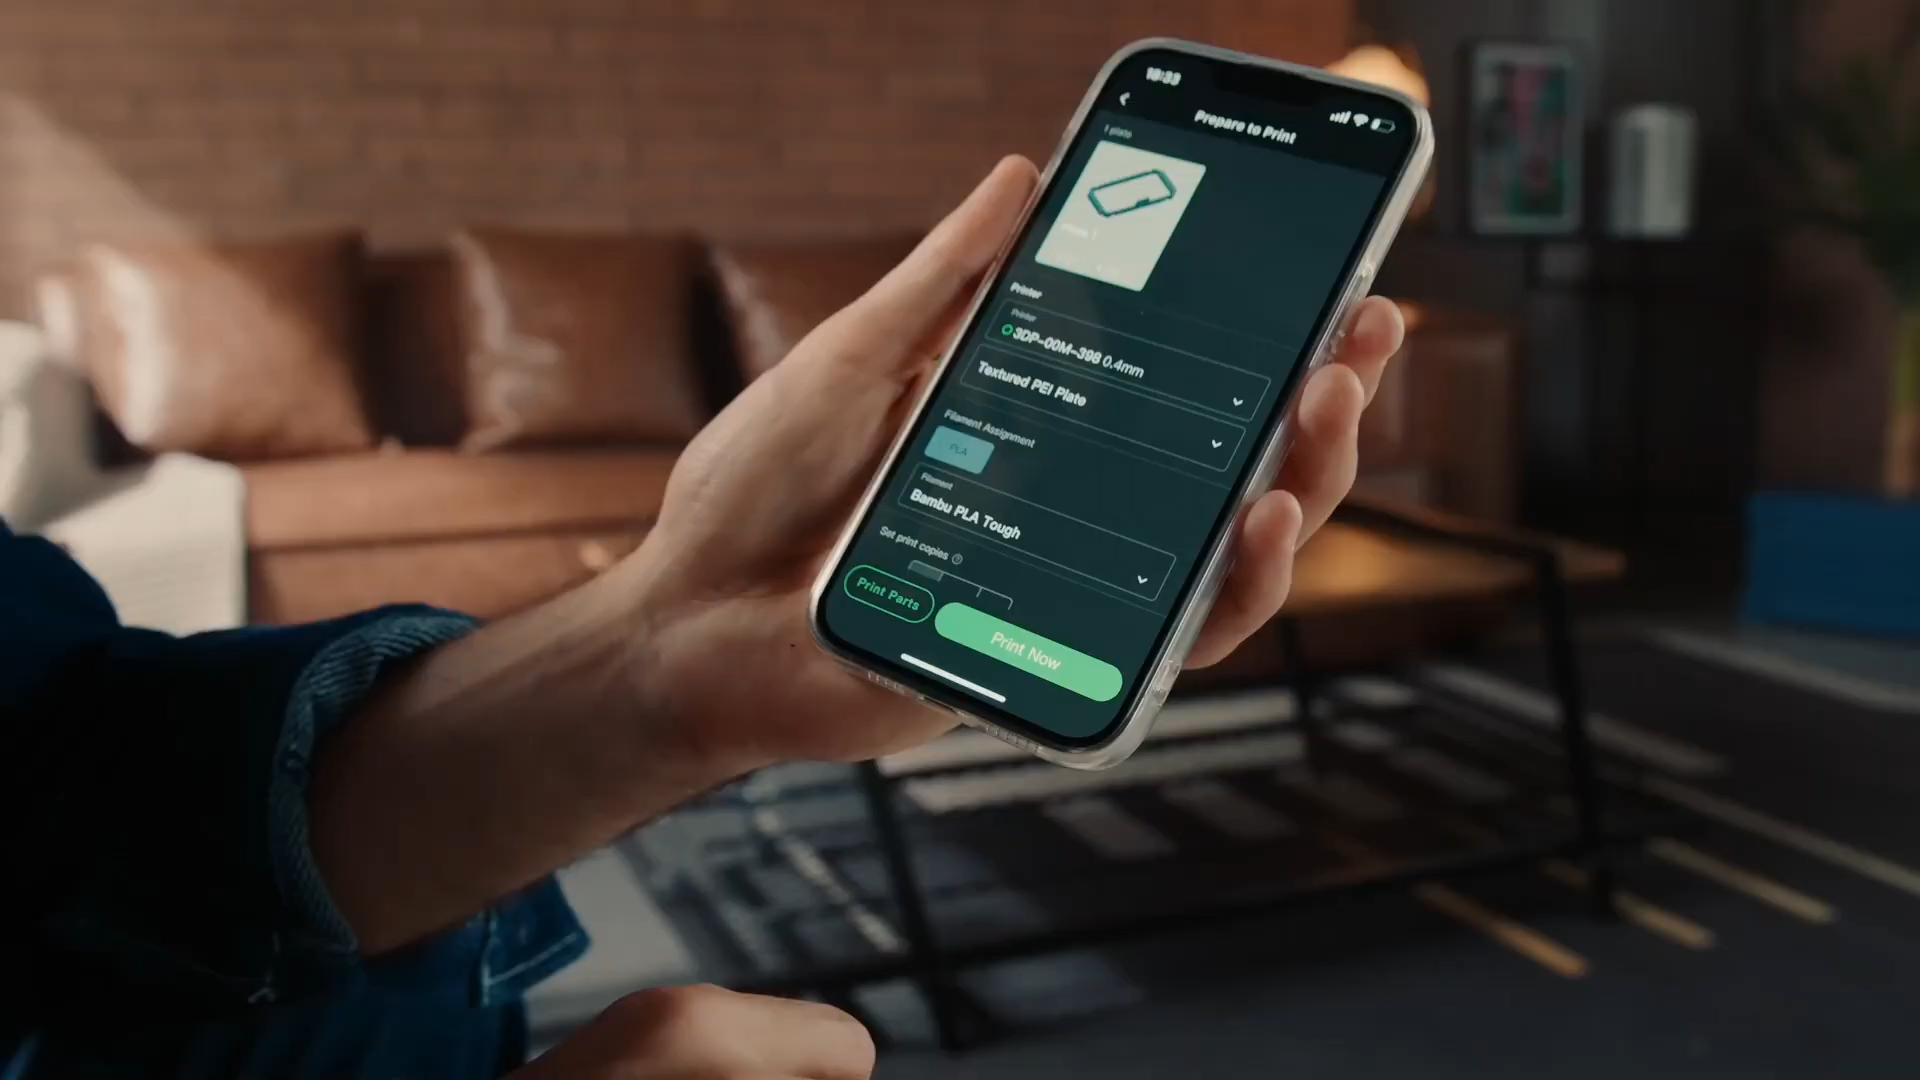 18:33
Prepare to Print
1 plate
Printer
Printer
3DP-00M-398 0.4mm
Textured PEI Plate
Filament Assignment
PLA
Filament
Bambu PLA Tough
Set print copies
Print Parts
Print Now